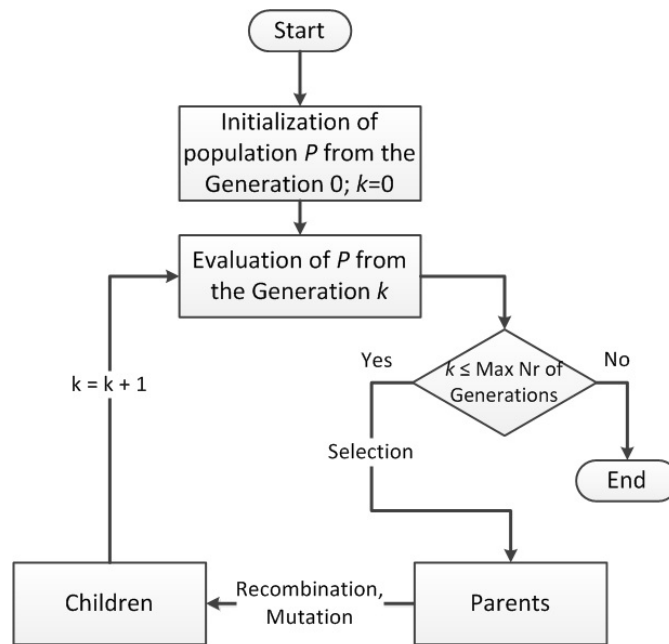 Start
Initialization of
population P from the
Generation 0; k=0
Evaluation of P from
the Generation k
Yes
k ≤ Max Nr of
Generations
No
k = k + 1
Selection
End
Children
Recombination,
Mutation
Parents